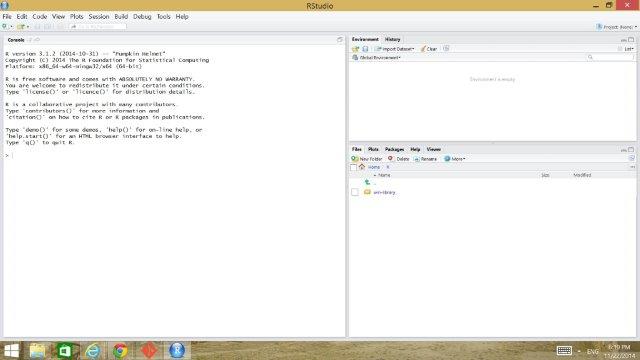 RStudio
File Edit Code View Plots Session Build Debug Tools Help
Project: (None)
Console
R version 3.1.2 (2014-10-31) -- "Pumpkin Helmet"
Copyright (C) 2014 The R Foundation for Statistical Computing
Platform: x86_64-w64-mingw32/x64 (64-bit)
R is free software and comes with ABSOLUTELY NO WARRANTY.
You are welcome to redistribute it under certain conditions.
Type 'license()' or 'licence()' for distribution details.
R is a collaborative project with many contributors.
Type 'contributors()' for more information and
'citation()' on how to cite R or R packages in publications.
Type 'demo()' for some demos, 'help()' for on-line help, or
'help.start()' for an HTML browser interface to help.
Type 'q()' to quit R.
>
Environment History
Import Dataset Clear List
Global Environment
Environment is empty
Files Plots Packages Help Viewer
New Folder Delete Rename More
Home R
Name Size Modified
..
win-library
ENG
6:19 PM
11/22/2014